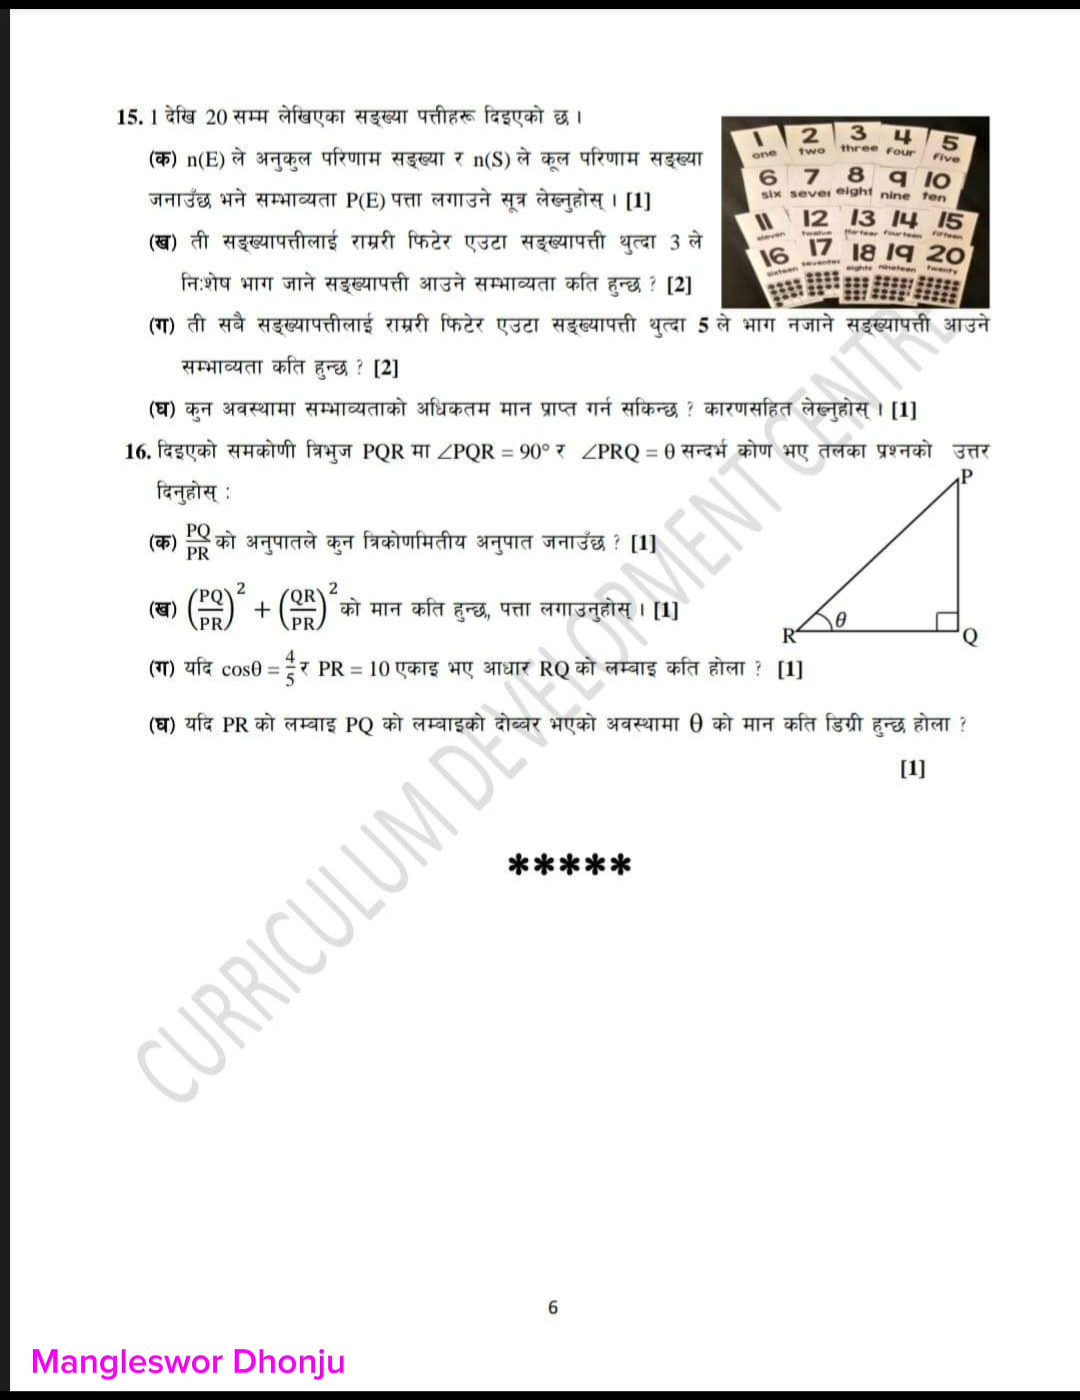 15. 1 देखि 20 सम्म लेखिएका सङ्ख्या पत्तीहरू दिइएको छ ।
(क) n(E) ले अनुकुल परिणाम सङ्ख्या र n(S) ले कूल परिणाम सङ्ख्या
जनाउँछ भने सम्भाव्यता P(E) पत्ता लगाउने सूत्र लेख्नुहोस् । [1]
(ख) ती सङ्ख्यापत्तीलाई राम्ररी फिटेर एउटा सङ्ख्यापत्ती थुत्दा 3 ले
नि:शेष भाग जाने सङ्ख्यापत्ती आउने सम्भाव्यता कति हुन्छ ? [2]
1 2 3 4 5
one two three four five
6 7 8 9 10
six seven eight nine ten
11 12 13 14 15
eleven twelve thirteen fourteen fifteen
16 17 18 19 20
sixteen seventeen eighte nineteen twenty
(ग) ती सबै सङ्ख्यापत्तीलाई राम्ररी फिटेर एउटा सङ्ख्यापत्ती थुत्दा 5 ले भाग नजाने सङ्ख्यापत्ती आउने
सम्भाव्यता कति हुन्छ ? [2]
(घ) कुन अवस्थामा सम्भाव्यताको अधिकतम मान प्राप्त गर्न सकिन्छ ? कारणसहित लेख्नुहोस् । [1]
16. दिइएको समकोणी त्रिभुज PQR मा ∠PQR = 90° र ∠PRQ = θ सन्दर्भ कोण भए तलका प्रश्नको उत्तर
दिनुहोस् :
(क) PQ/PR को अनुपातले कुन त्रिकोणमितीय अनुपात जनाउँछ ? [1]
(ख) (PQ/PR)² + (QR/PR)² को मान कति हुन्छ, पत्ता लगाउनुहोस् । [1]
P
R θ Q
(ग) यदि cosθ = 4/5 र PR = 10 एकाइ भए आधार RQ को लम्बाइ कति होला ? [1]
(घ) यदि PR को लम्बाइ PQ को लम्बाइको दोब्बर भएको अवस्थामा θ को मान कति डिग्री हुन्छ होला ?
[1]
*****
CURRICULUM DEVELOPMENT CENTRE
6
Mangleswor Dhonju